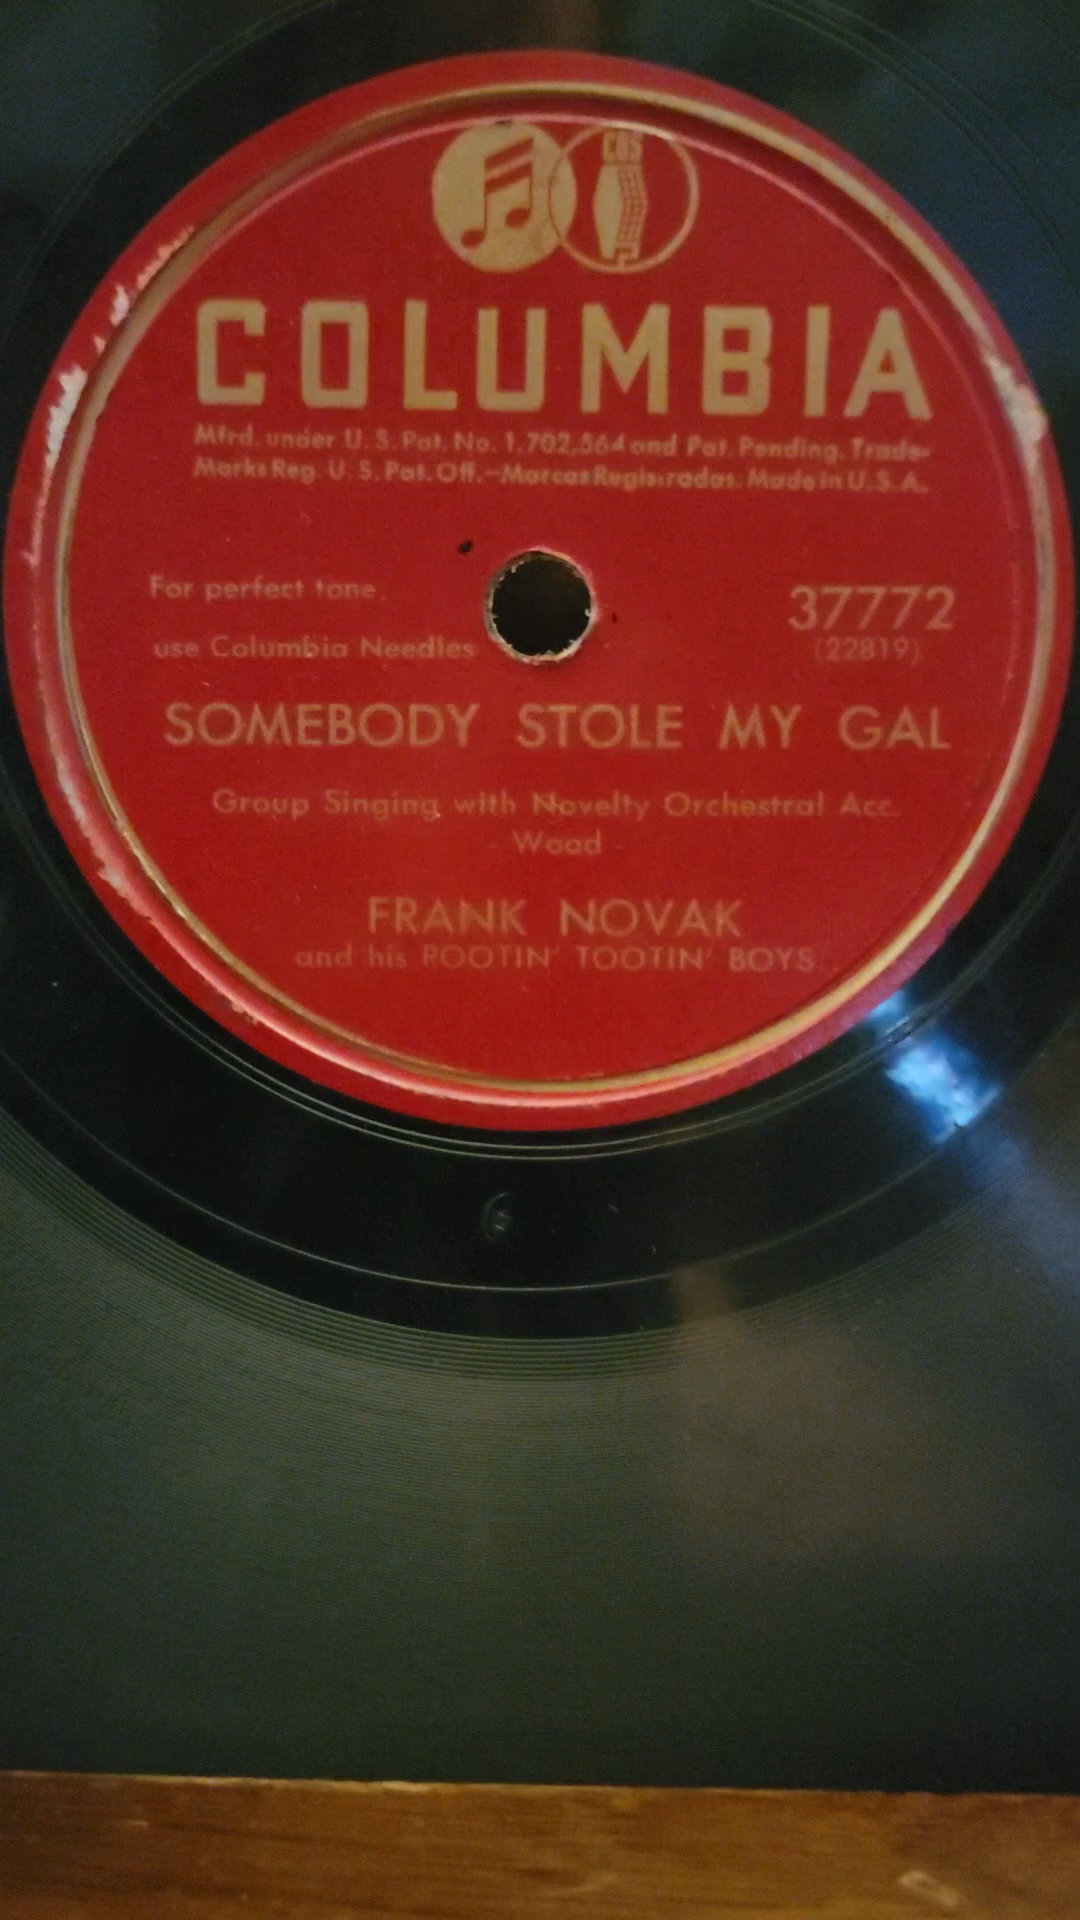 CBS
COLUMBIA
Mfrd. under U. S. Pat. No. 1,702,564 and Pat. Pending. Trade-
Marks Reg. U. S. Pat. Off.—Marcas Registradas. Made in U.S.A.
For perfect tone,
use Columbia Needles
37772
(22819)
SOMEBODY STOLE MY GAL
Group Singing with Novelty Orchestral Acc.
- Wood -
FRANK NOVAK
and his ROOTIN' TOOTIN' BOYS